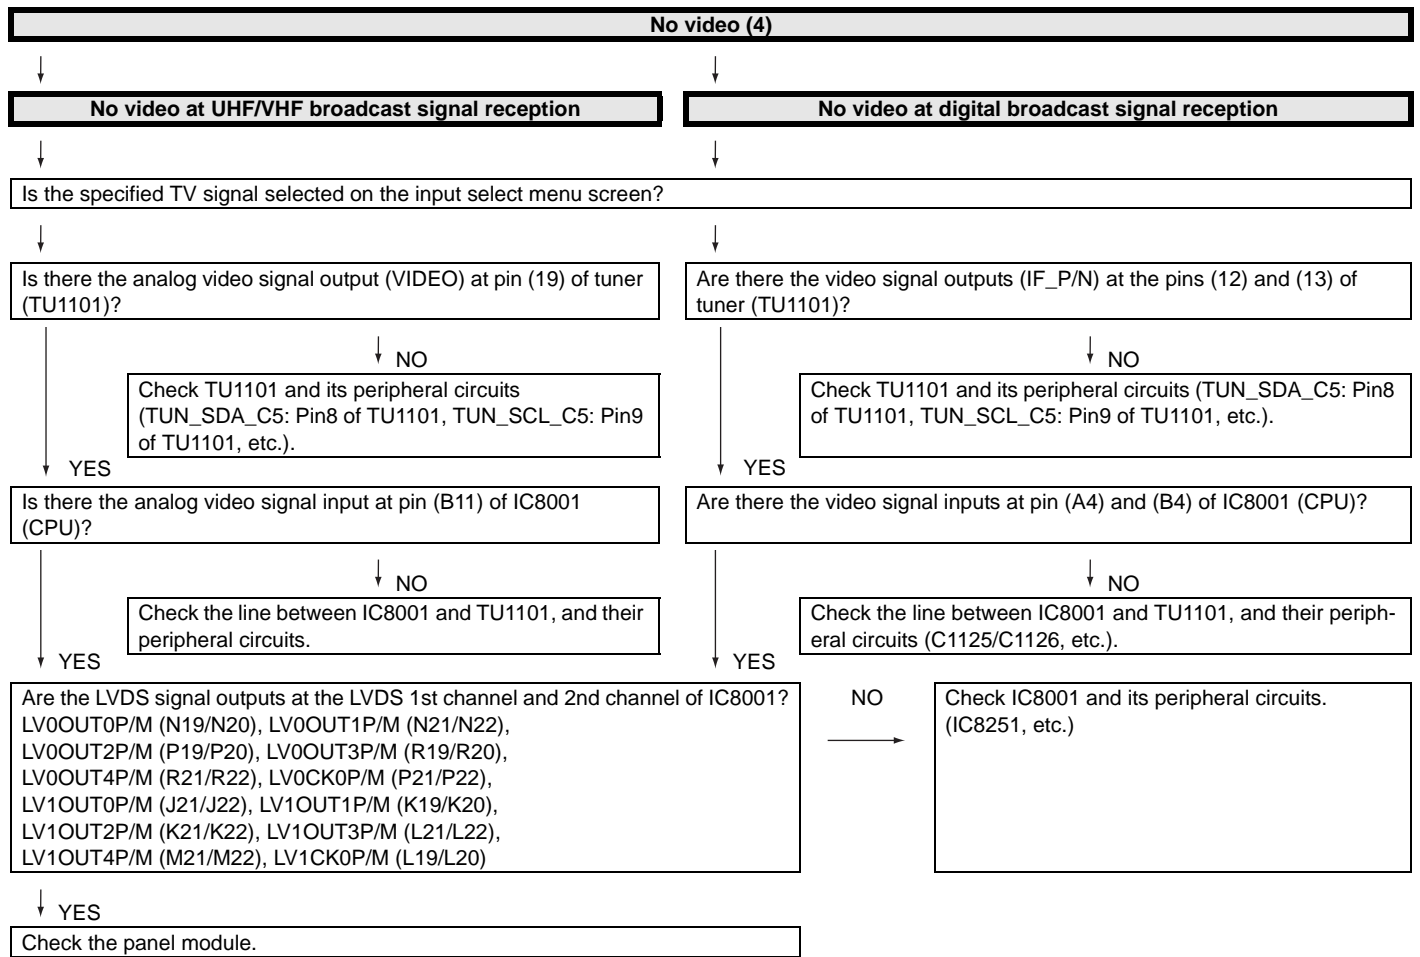 No video (4)
No video at UHF/VHF broadcast signal reception
No video at digital broadcast signal reception
Is the specified TV signal selected on the input select menu screen?
Is there the analog video signal output (VIDEO) at pin (19) of tuner
(TU1101)?
Are there the video signal outputs (IF_P/N) at the pins (12) and (13) of
tuner (TU1101)?
NO
NO
Check TU1101 and its peripheral circuits
(TUN_SDA_C5: Pin8 of TU1101, TUN_SCL_C5: Pin9
of TU1101, etc.).
Check TU1101 and its peripheral circuits (TUN_SDA_C5: Pin8
of TU1101, TUN_SCL_C5: Pin9 of TU1101, etc.).
YES
YES
Is there the analog video signal input at pin (B11) of IC8001
(CPU)?
Are there the video signal inputs at pin (A4) and (B4) of IC8001 (CPU)?
NO
NO
Check the line between IC8001 and TU1101, and their
peripheral circuits.
Check the line between IC8001 and TU1101, and their periph-
eral circuits (C1125/C1126, etc.).
YES
YES
Are the LVDS signal outputs at the LVDS 1st channel and 2nd channel of IC8001?
LV0OUT0P/M (N19/N20), LV0OUT1P/M (N21/N22),
LV0OUT2P/M (P19/P20), LV0OUT3P/M (R19/R20),
LV0OUT4P/M (R21/R22), LV0CK0P/M (P21/P22),
LV1OUT0P/M (J21/J22), LV1OUT1P/M (K19/K20),
LV1OUT2P/M (K21/K22), LV1OUT3P/M (L21/L22),
LV1OUT4P/M (M21/M22), LV1CK0P/M (L19/L20)
NO
Check IC8001 and its peripheral circuits.
(IC8251, etc.)
YES
Check the panel module.